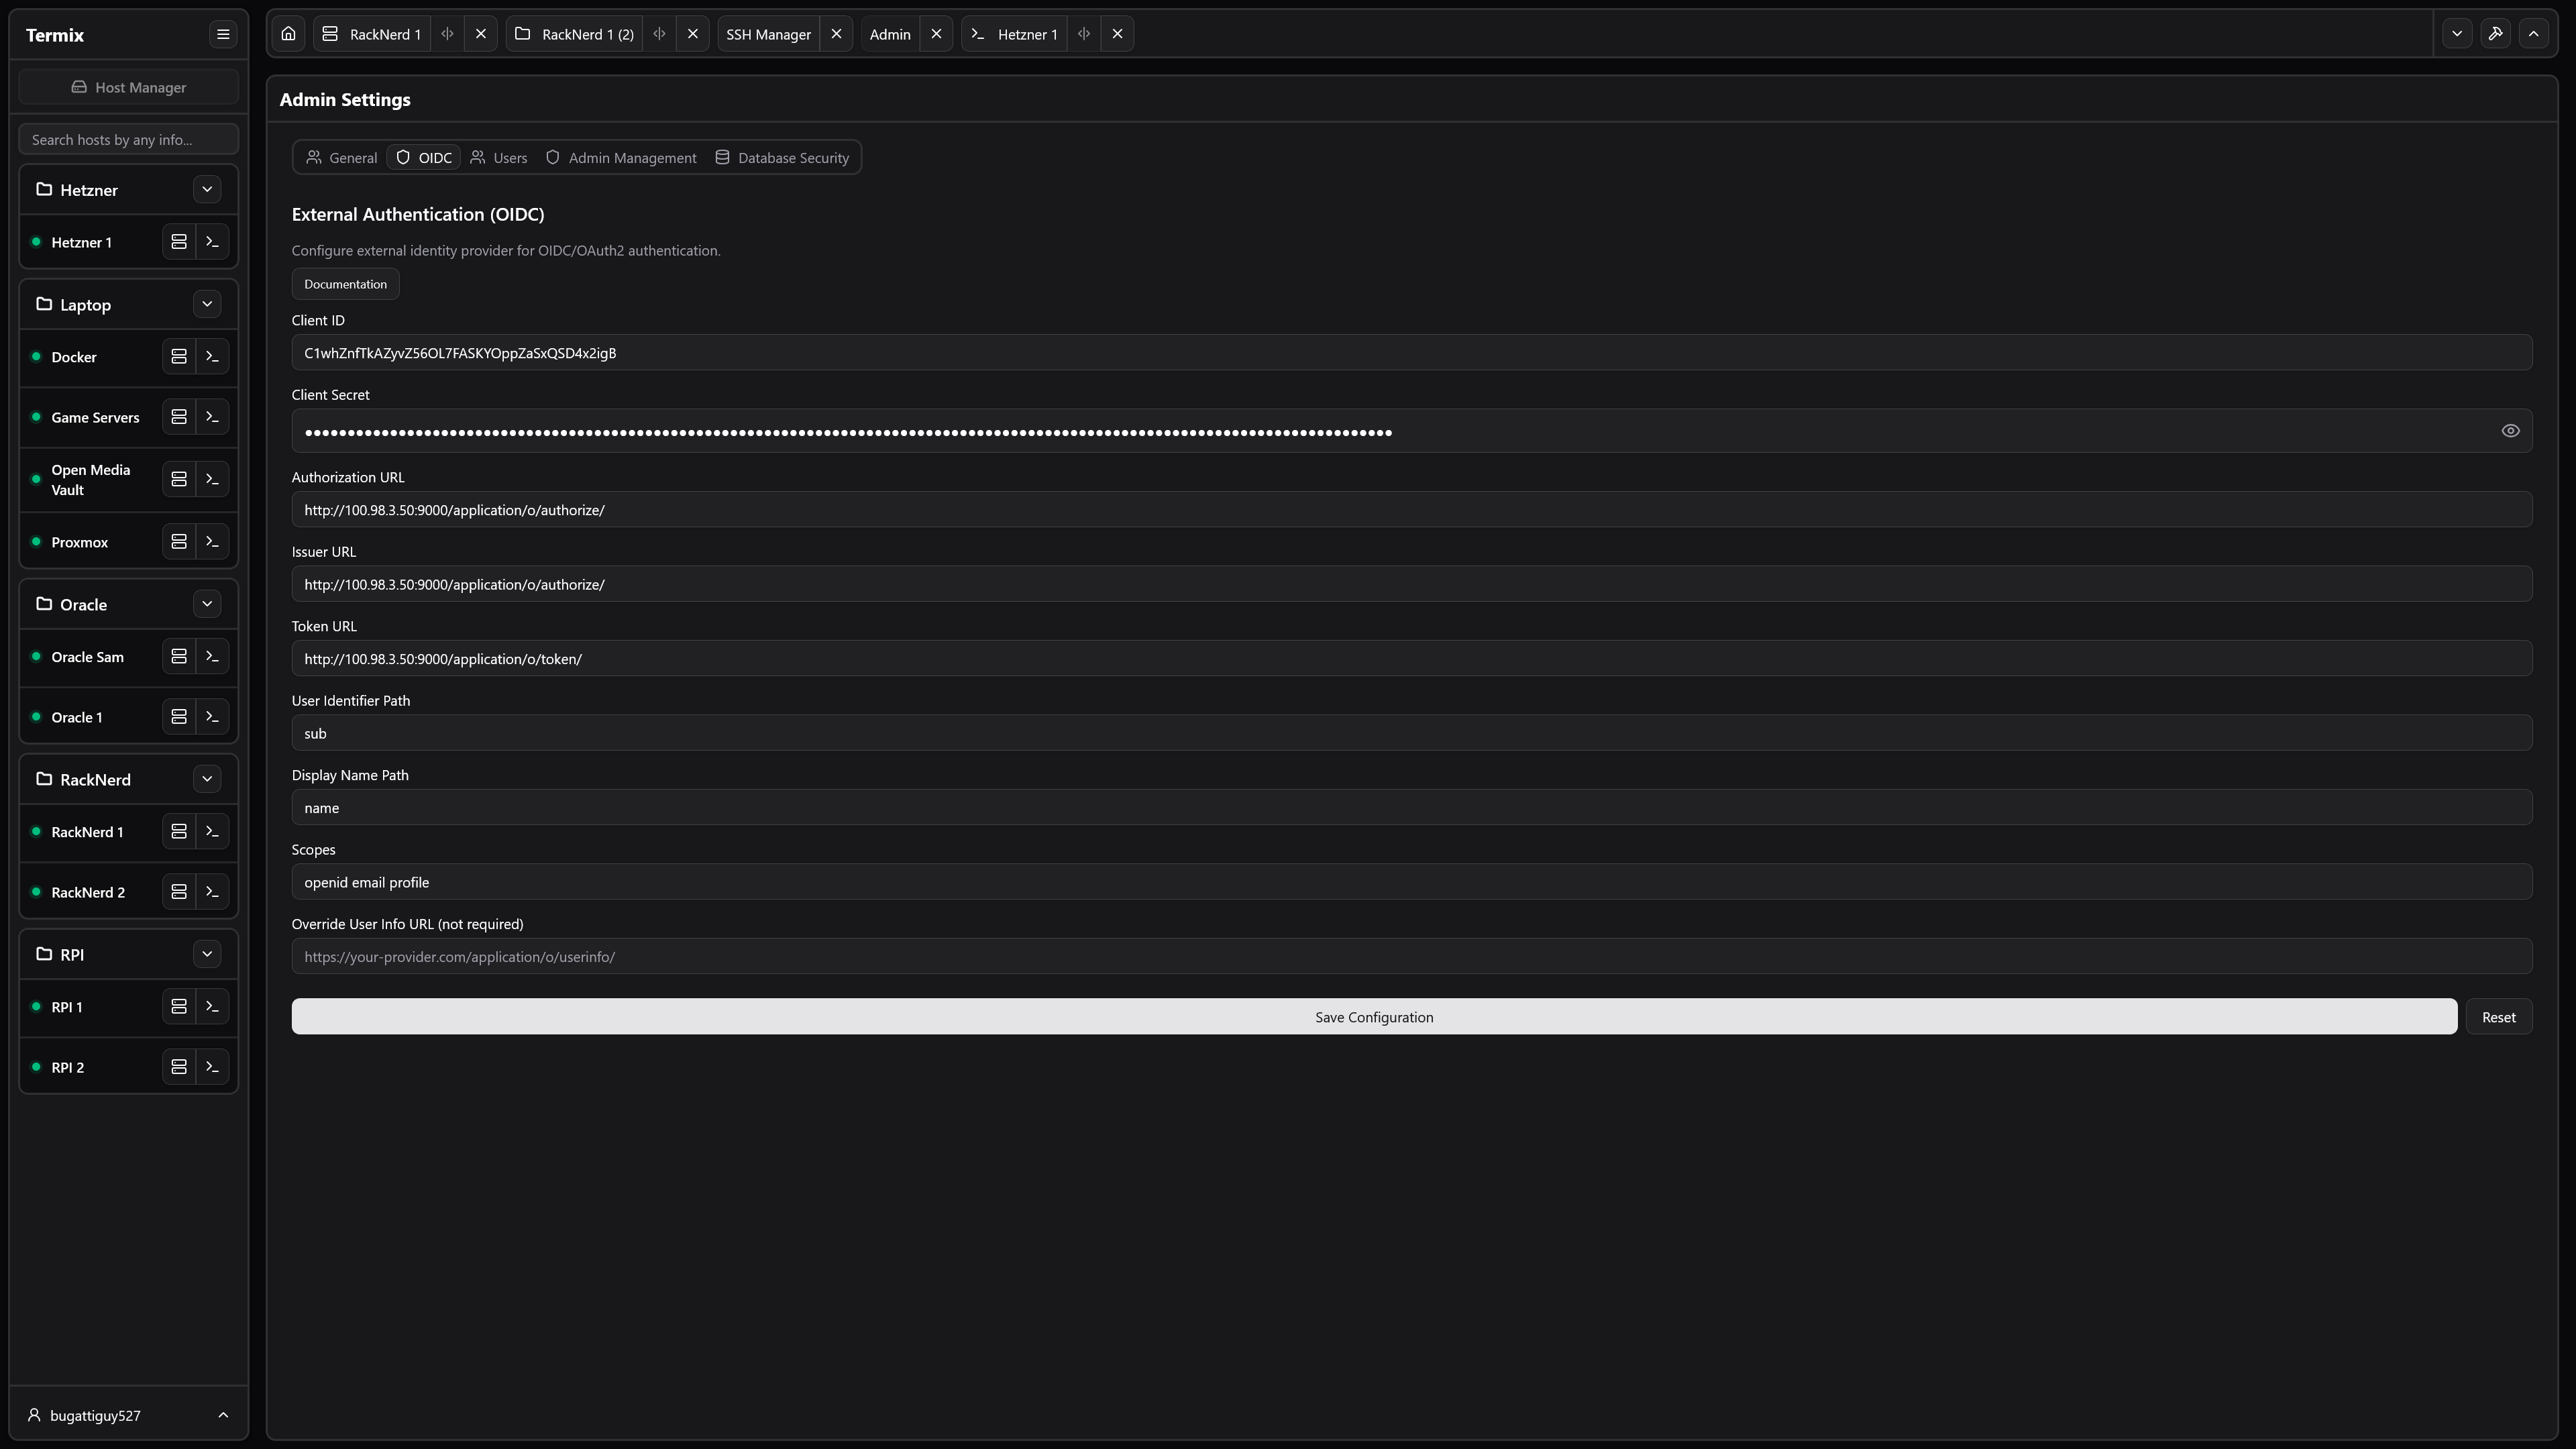 Termix
Host Manager
Search hosts by any info...
Hetzner
Hetzner 1
Laptop
Docker
Game Servers
Open Media
Vault
Proxmox
Oracle
Oracle Sam
Oracle 1
RackNerd
RackNerd 1
RackNerd 2
RPI
RPI 1
RPI 2
bugattiguy527
RackNerd 1
RackNerd 1 (2)
SSH Manager
Admin
Hetzner 1
Admin Settings
General
OIDC
Users
Admin Management
Database Security
External Authentication (OIDC)
Configure external identity provider for OIDC/OAuth2 authentication.
Documentation
Client ID
C1whZnfTkAZyvZ56OL7FASKYOppZaSxQSD4x2igB
Client Secret
Authorization URL
http://100.98.3.50:9000/application/o/authorize/
Issuer URL
http://100.98.3.50:9000/application/o/authorize/
Token URL
http://100.98.3.50:9000/application/o/token/
User Identifier Path
sub
Display Name Path
name
Scopes
openid email profile
Override User Info URL (not required)
https://your-provider.com/application/o/userinfo/
Save Configuration
Reset